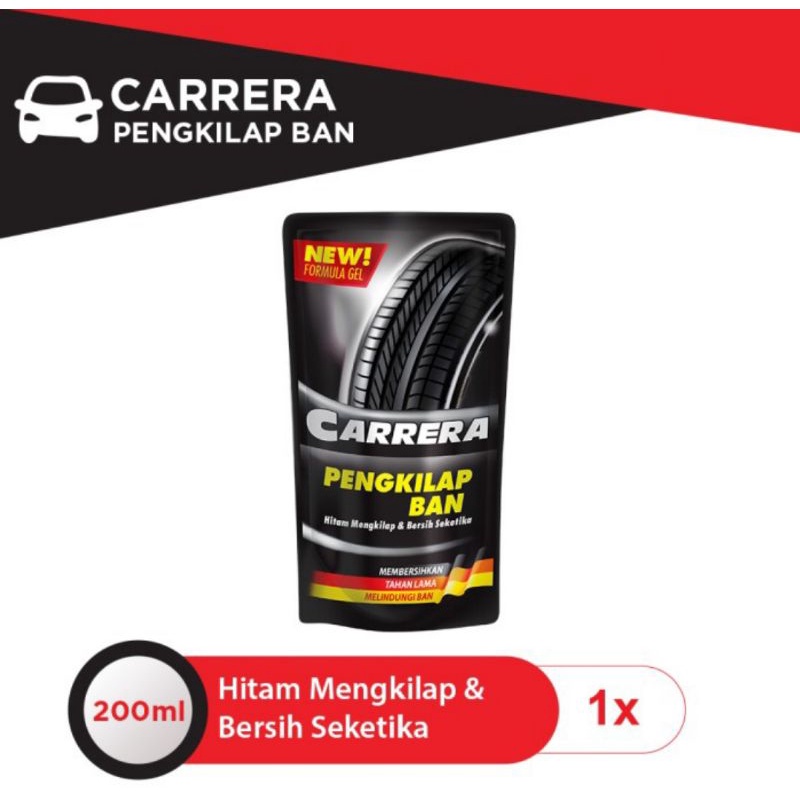 CARRERA
PENGKILAP BAN
NEW!
FORMULA GEL
CARRERA
PENGKILAP
BAN
Hitam Mengkilap & Bersih Seketika
MEMBERSIHKAN
TAHAN LAMA
MELINDUNGI BAN
200ml
Hitam Mengkilap &
Bersih Seketika
1x